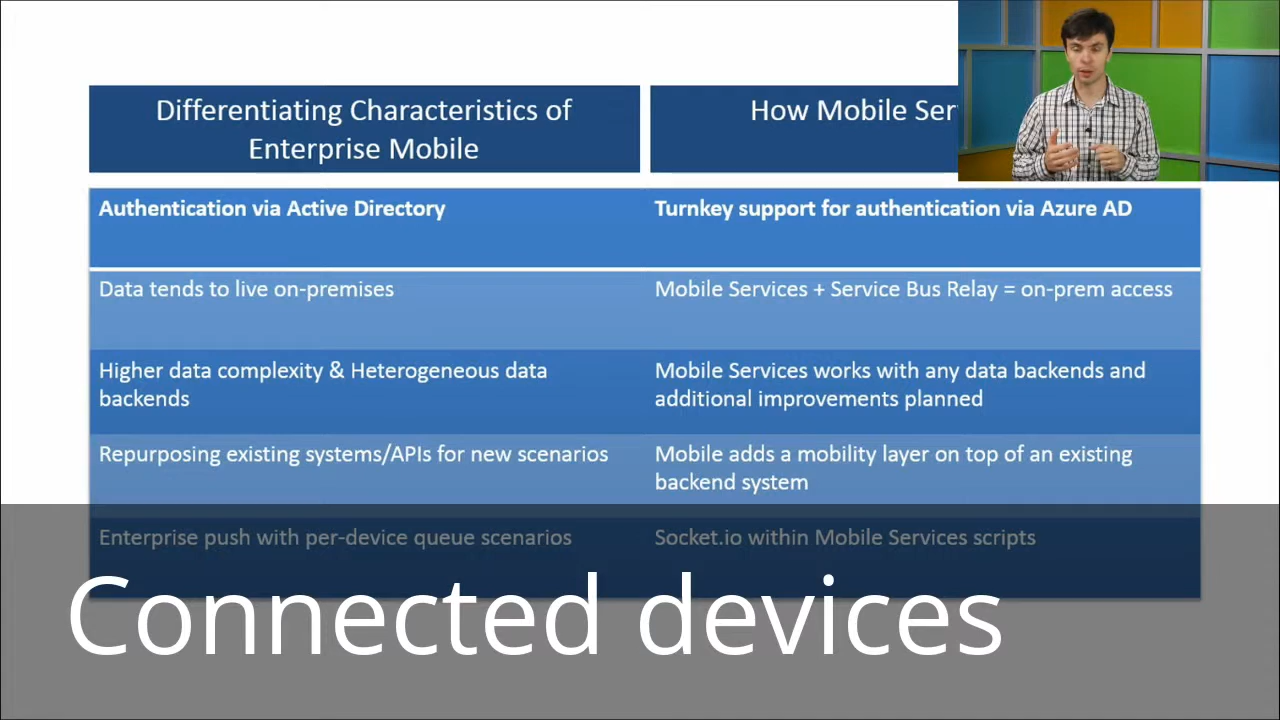 Differentiating Characteristics of
Enterprise Mobile
How Mobile
Authentication via Active Directory
Turnkey support for authentication via Azure AD
Data tends to live on-premises
Mobile Services + Service Bus Relay = on-prem access
Higher data complexity & Heterogeneous data
backends
Mobile Services works with any data backends and
additional improvements planned
Repurposing existing systems/APIs for new scenarios
Mobile adds a mobility layer on top of an existing
backend system
Enterprise push with per-device queue scenarios
Socket.io within Mobile Services scripts
Connected devices